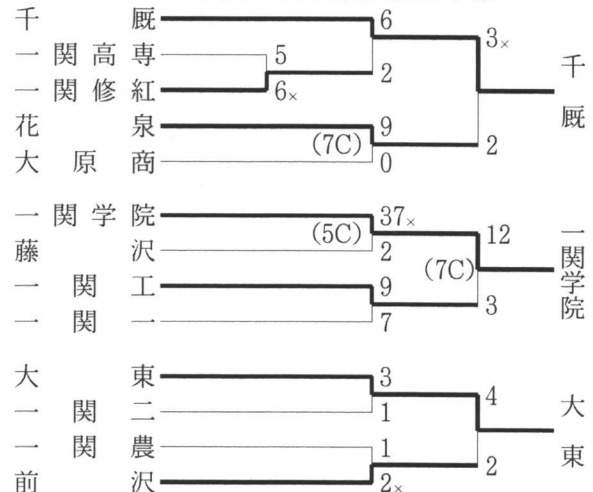 千厩 6
3× 千厩
一関高専 5
2
一関修紅 6×
花泉 9
(7C) 2
大原商 0
一関学院 37×
(5C) 12 一関学院
藤沢 2
(7C)
一関工 9
3
一関一 7
大東 3
4 大東
一関二 1
一関農 1
2
前沢 2×